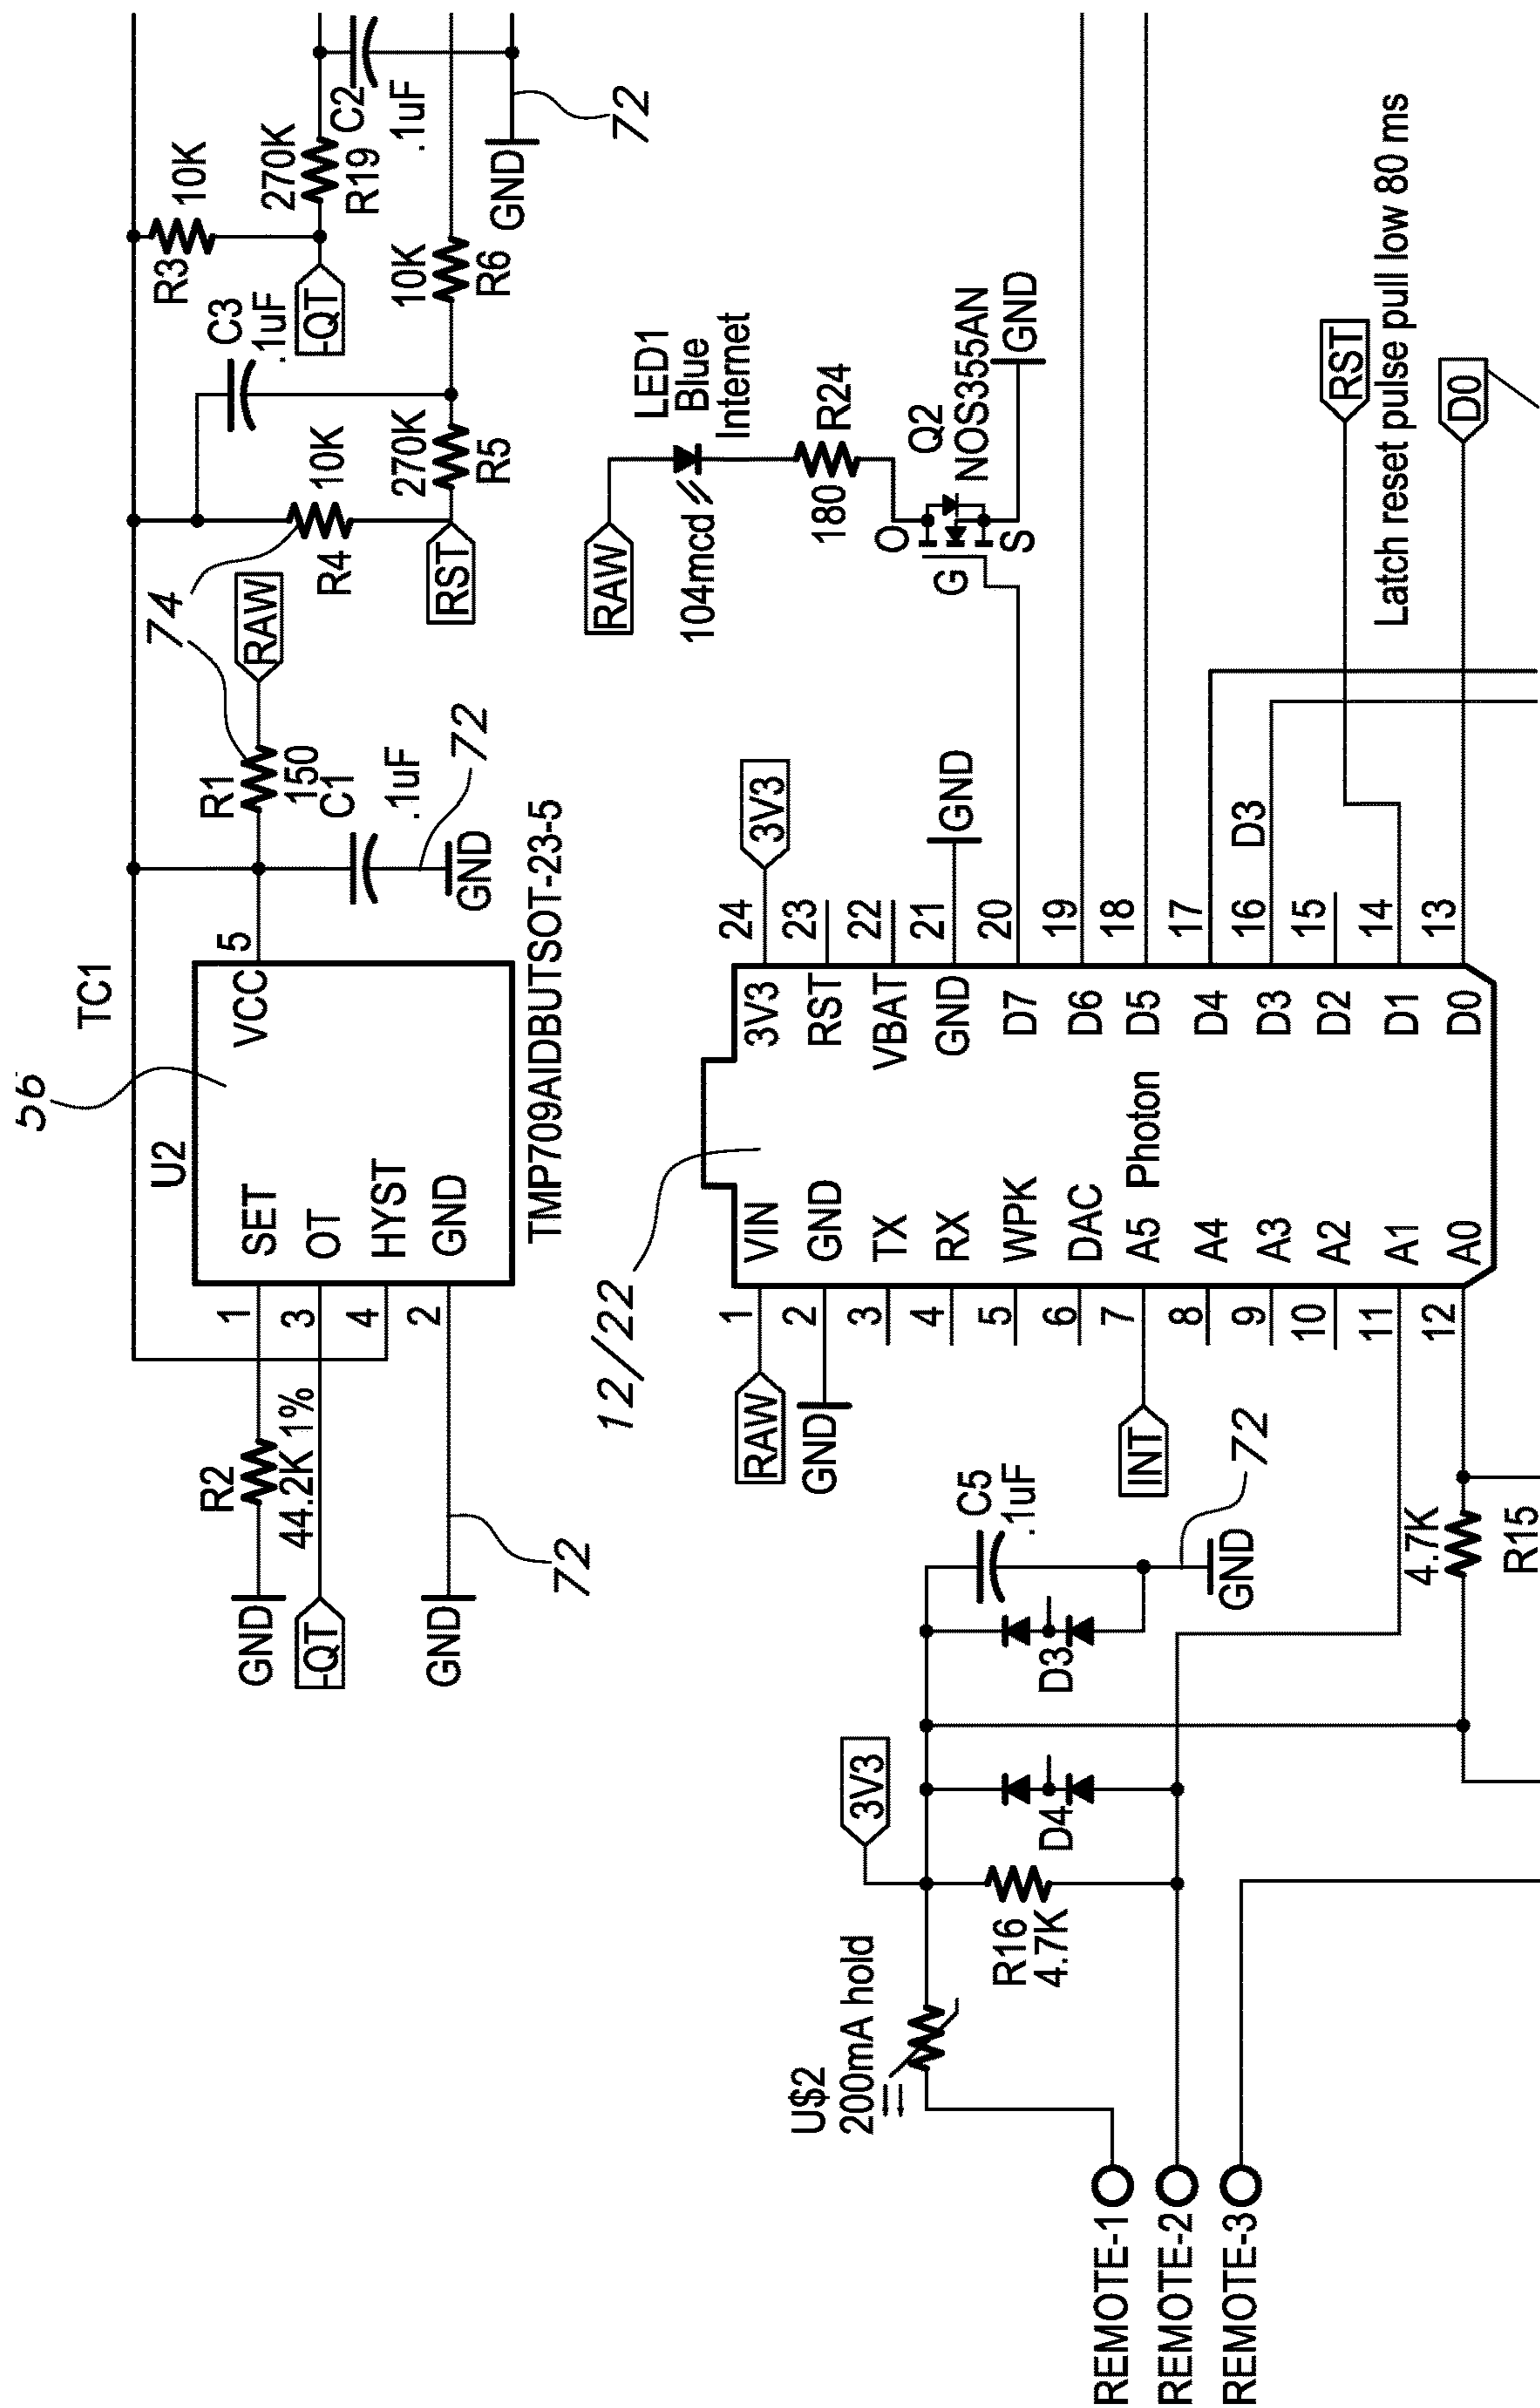 56
TC1
U2
SET
OT
HYST
GND
VCC
1
3
4
2
5
TMP709AIDBUTSOT-23-5
R2
44.2K 1%
GND
GND
72
R1
150
C1
.1uF
RAW
GND
72
74
R4
10K
RST
270K
R5
C3
.1uF
R3
10K
-QT
-QT
270K
R19
10K
R6
C2
.1uF
GND
72
RAW
LED1
Blue
Internet
104mcd
180
R24
Q2
NOS355AN
O
G
S
GND
12/22
VIN
GND
TX
RX
WPK
DAC
A5
A4
A3
A2
A1
A0
Photon
3V3
RST
VBAT
GND
D7
D6
D5
D4
D3
D2
D1
D0
1
2
3
4
5
6
7
8
9
10
11
12
24
23
22
21
20
19
18
17
16
15
14
13
RAW
GND
INT
3V3
GND
D3
RST
Latch reset pulse pull low 80 ms
D0
U$2
200mA hold
3V3
R16
4.7K
D4
D3
C5
.1uF
GND
72
4.7K
R15
REMOTE-1
REMOTE-2
REMOTE-3